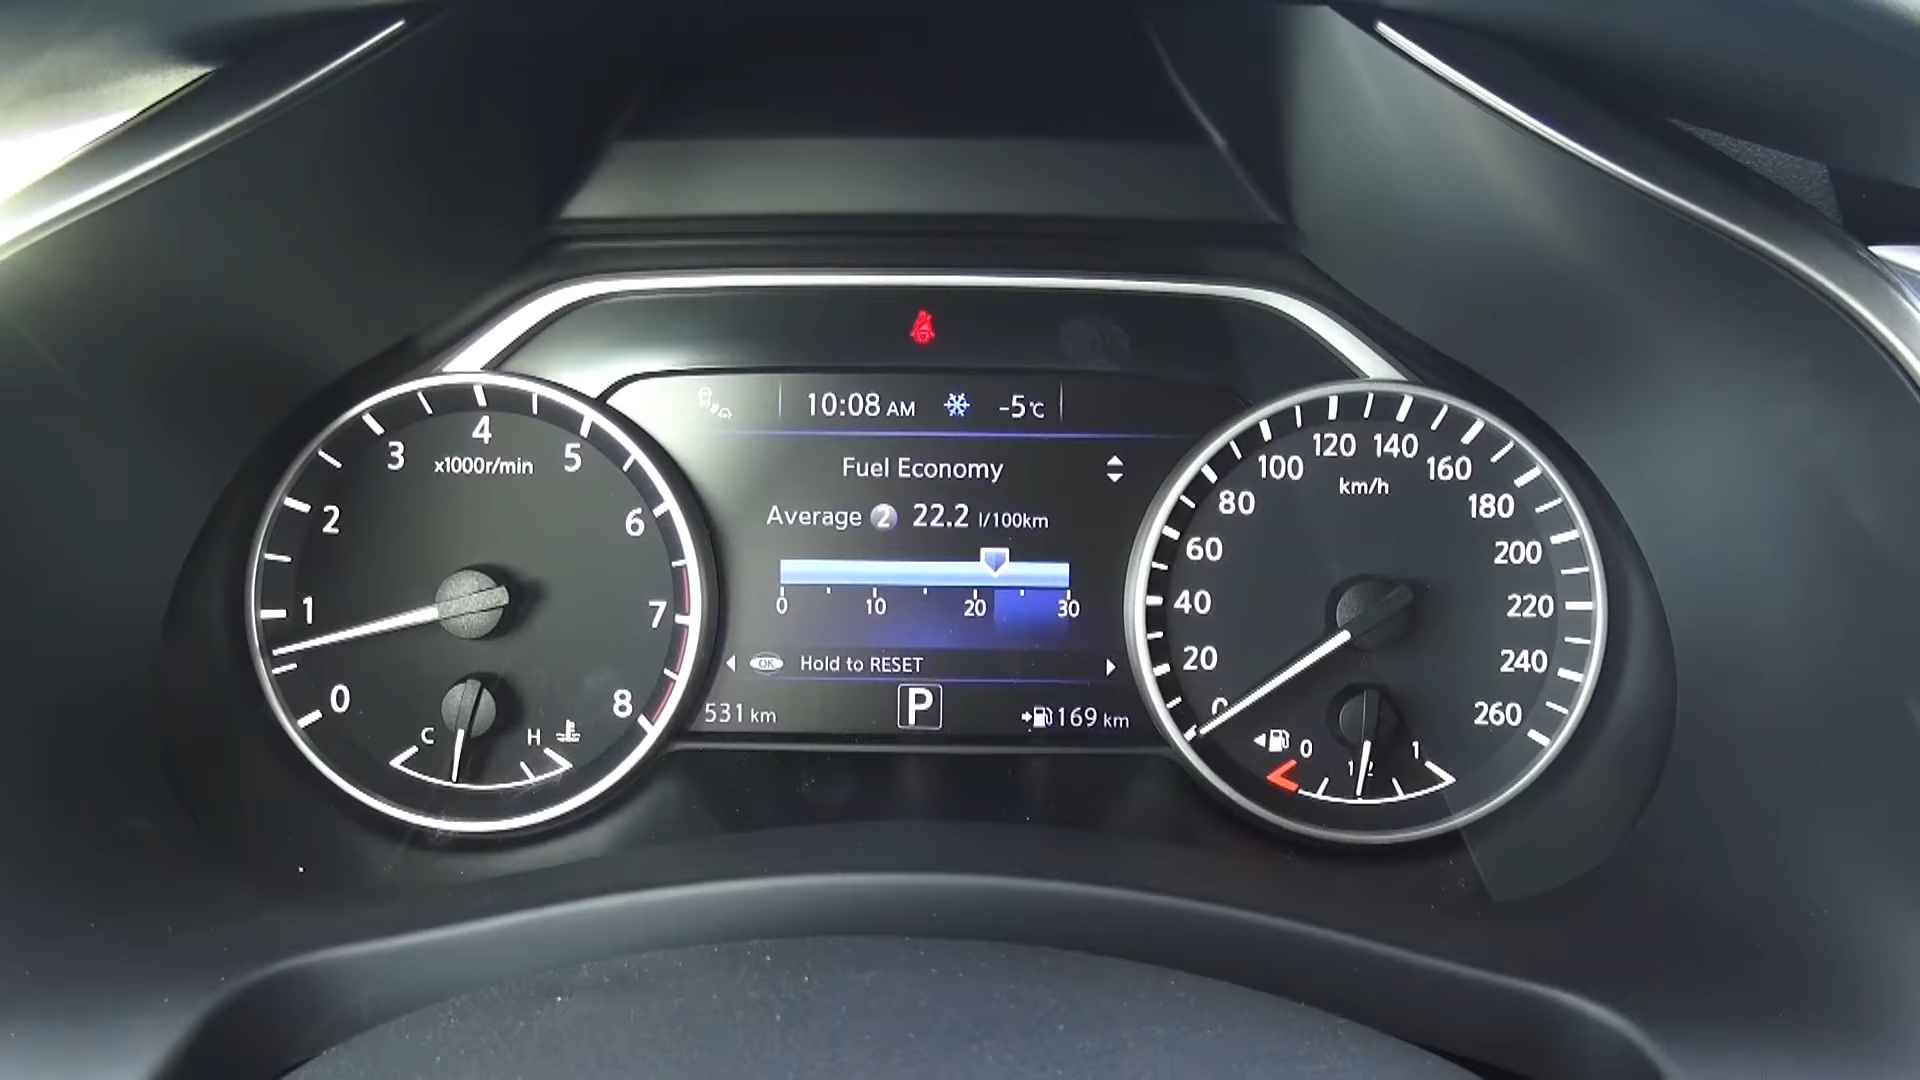 10:08 AM -5°C
Fuel Economy
Average 2 22.2 l/100km
0 10 20 30
OK Hold to RESET
531 km P 169 km
0 1 2 3 4 5 6 7 8
x1000r/min
C H
0 20 40 60 80 100 120 140 160 180 200 220 240 260
km/h
0 1/2 1